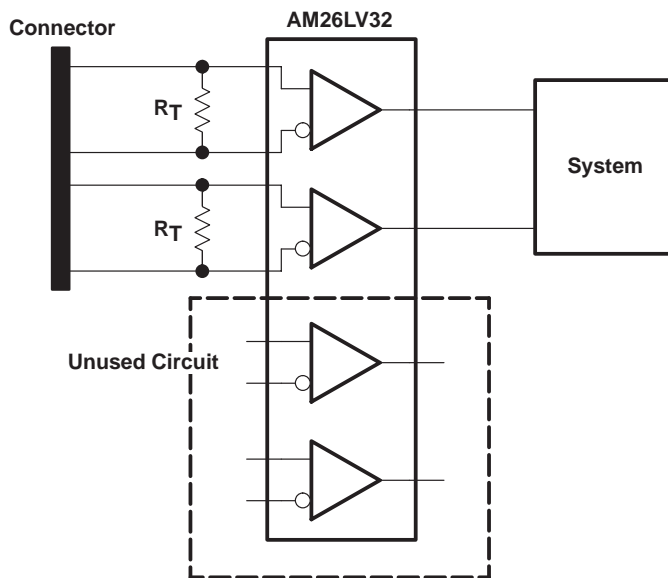 AM26LV32
Connector
RT
System
RT
Unused Circuit